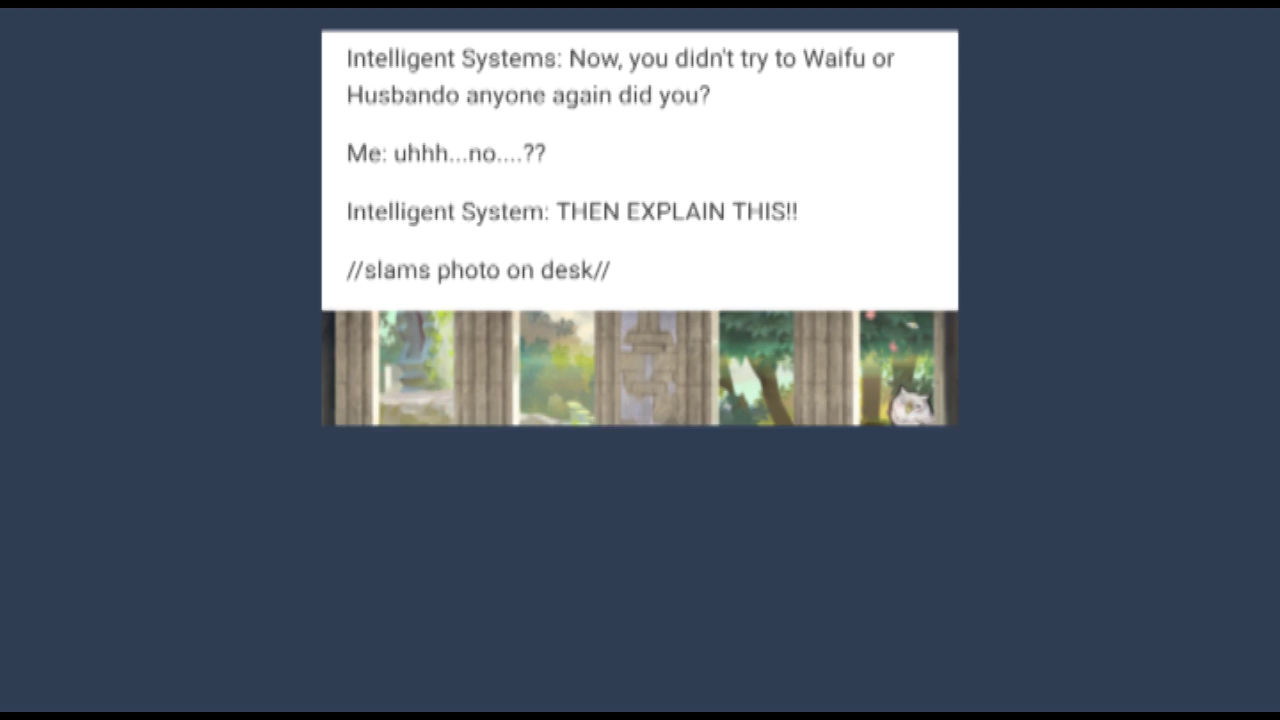 Intelligent Systems: Now, you didn't try to Waifu or
Husbando anyone again did you?
Me: uhhh...no....??
Intelligent System: THEN EXPLAIN THIS!!
//slams photo on desk//